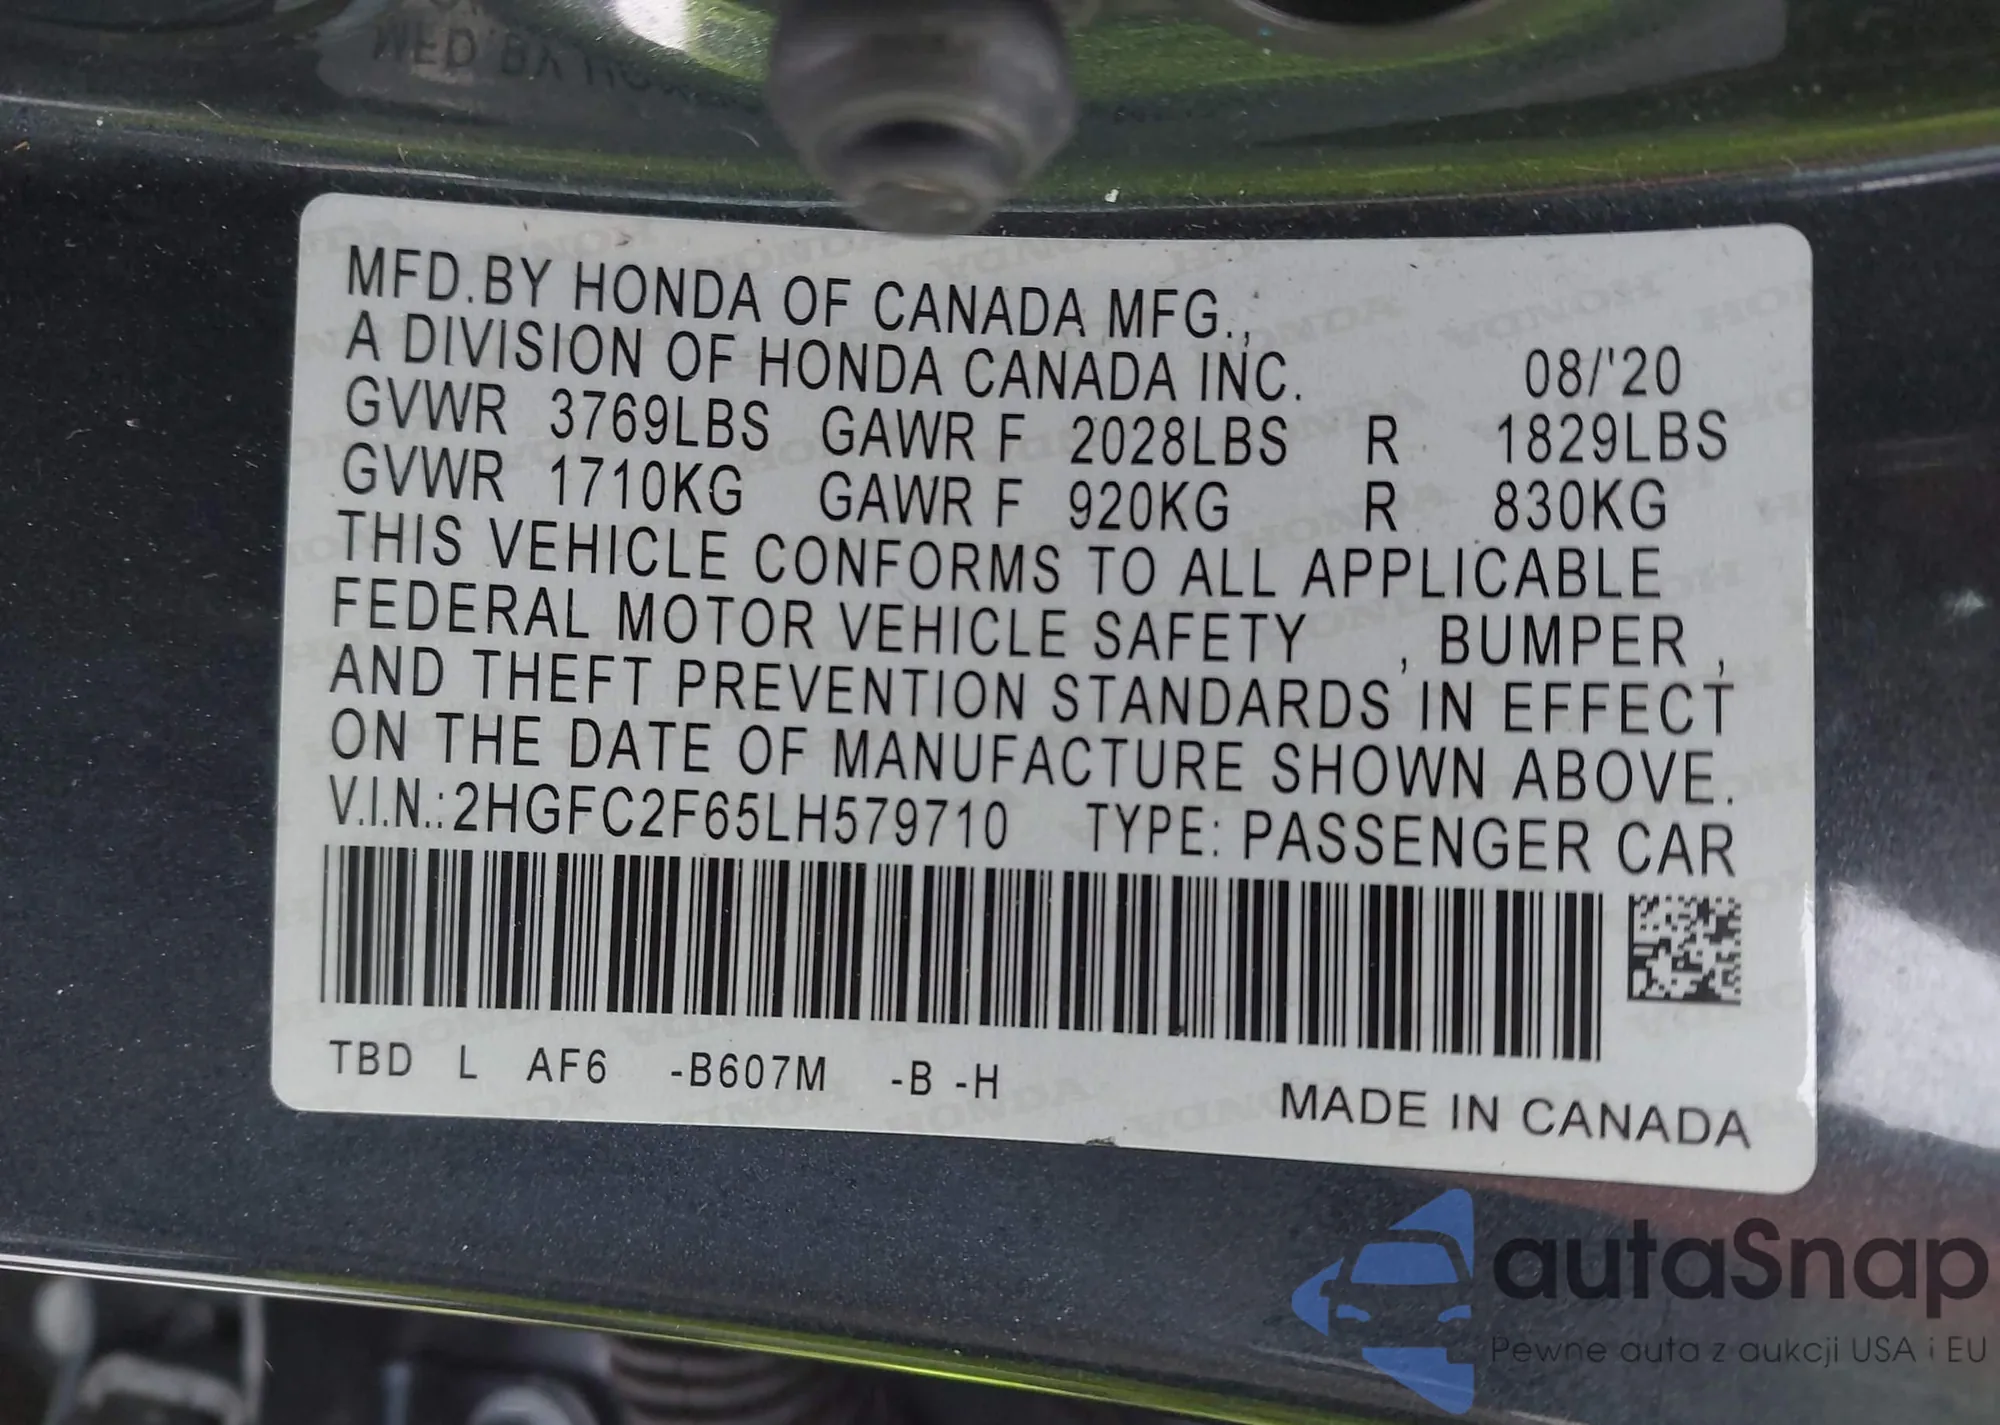 MFD.BY HONDA OF CANADA MFG.,
A DIVISION OF HONDA CANADA INC. 08/'20
GVWR 3769LBS GAWR F 2028LBS R 1829LBS
GVWR 1710KG GAWR F 920KG R 830KG
THIS VEHICLE CONFORMS TO ALL APPLICABLE
FEDERAL MOTOR VEHICLE SAFETY , BUMPER ,
AND THEFT PREVENTION STANDARDS IN EFFECT
ON THE DATE OF MANUFACTURE SHOWN ABOVE.
V.I.N.:2HGFC2F65LH579710 TYPE: PASSENGER CAR
TBD L AF6 -B607M -B -H
MADE IN CANADA
autaSnap
Pewne auta z aukcji USA i EU